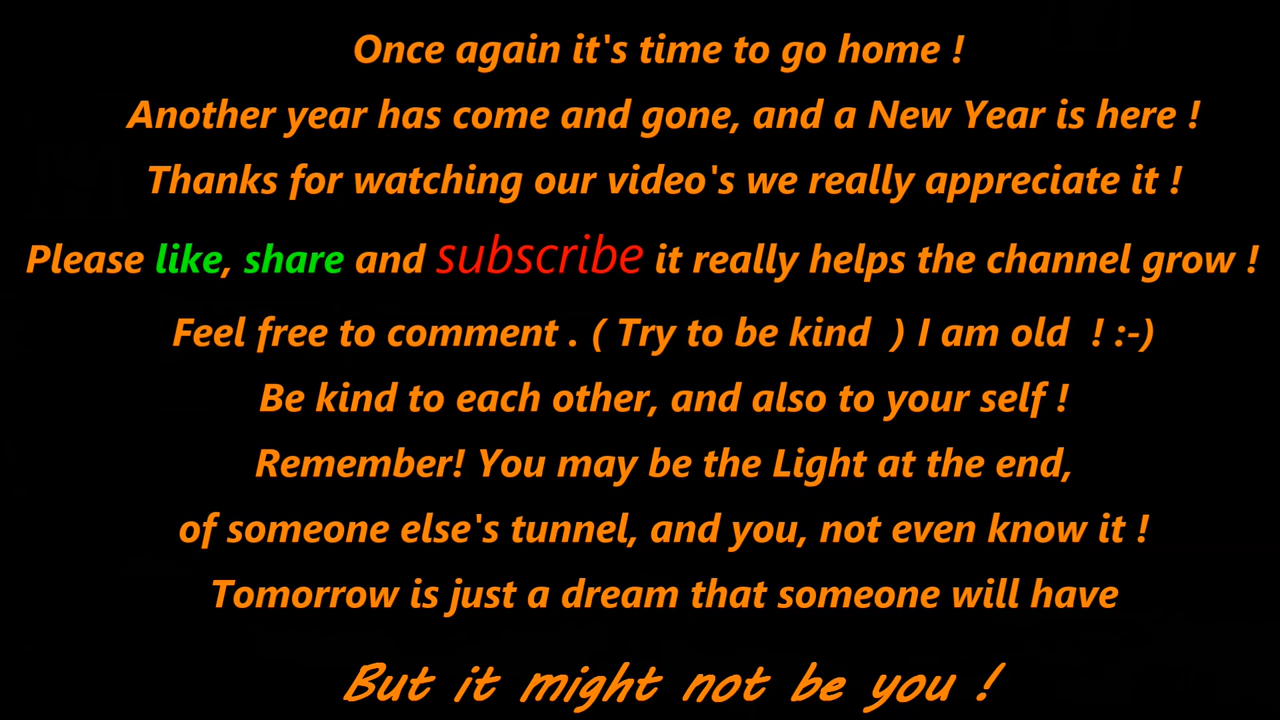 Once again it's time to go home !
Another year has come and gone, and a New Year is here !
Thanks for watching our video's we really appreciate it !
Please like, share and subscribe it really helps the channel grow !
Feel free to comment . ( Try to be kind  ) I am old  ! :-)
Be kind to each other, and also to your self !
Remember! You may be the Light at the end,
of someone else's tunnel, and you, not even know it !
Tomorrow is just a dream that someone will have
But it might not be you !